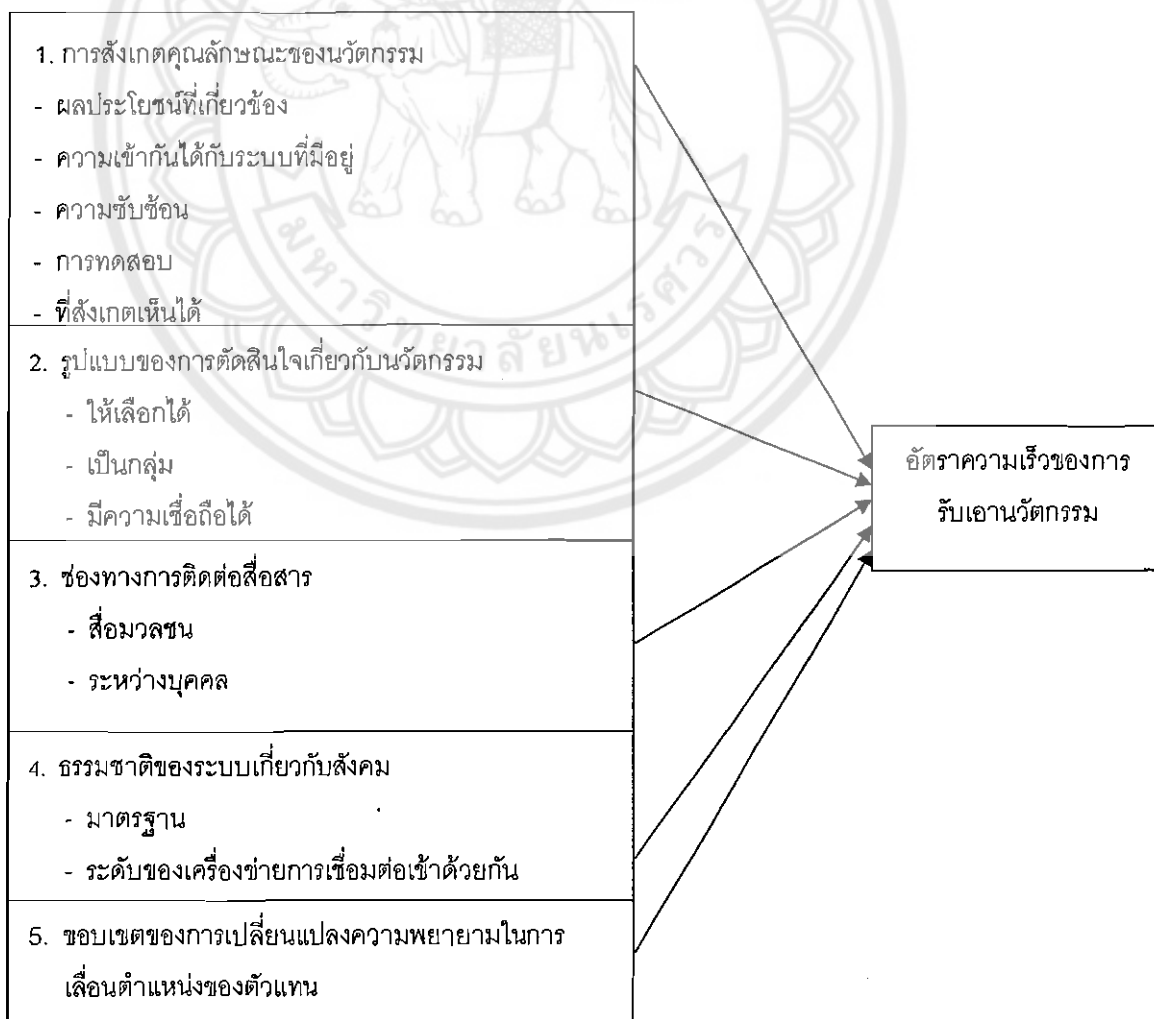 1. การสังเกตคุณลักษณะของนวัตกรรม
- ผลประโยชน์ที่เกี่ยวข้อง
- ความเข้ากันได้กับระบบที่มีอยู่
- ความซับซ้อน
- การทดสอบ
- ที่สังเกตเห็นได้
2. รูปแบบของการตัดสินใจเกี่ยวกับนวัตกรรม
- ให้เลือกได้
- เป็นกลุ่ม
- มีความเชื่อถือได้
3. ช่องทางการติดต่อสื่อสาร
- สื่อมวลชน
- ระหว่างบุคคล
4. ธรรมชาติของระบบเกี่ยวกับสังคม
- มาตรฐาน
- ระดับของเครื่องข่ายการเชื่อมต่อเข้าด้วยกัน
5. ขอบเขตของการเปลี่ยนแปลงความพยายามในการ
เลื่อนตำแหน่งของตัวแทน
อัตราความเร็วของการ
รับเอานวัตกรรม
มหาวิทยาลัยนเรศวร